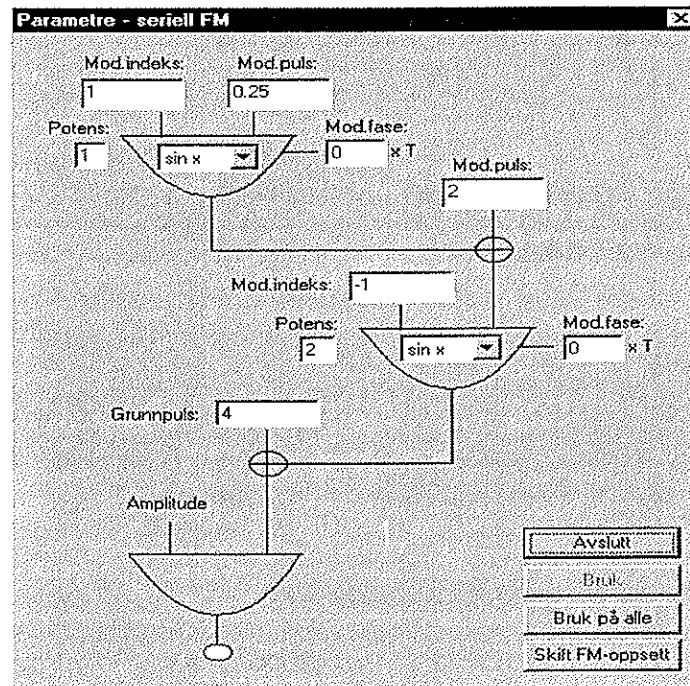 Parametre - seriell FM
Mod.indeks: Mod.puls:
1 0.25
Potens: Mod.fase:
1 sin x 0 x T
Mod.puls:
2
Mod.indeks: -1
Potens: Mod.fase:
2 sin x 0 x T
Grunnpuls: 4
Amplitude
Avslutt
Bruk
Bruk på alle
Skift FM-oppsett